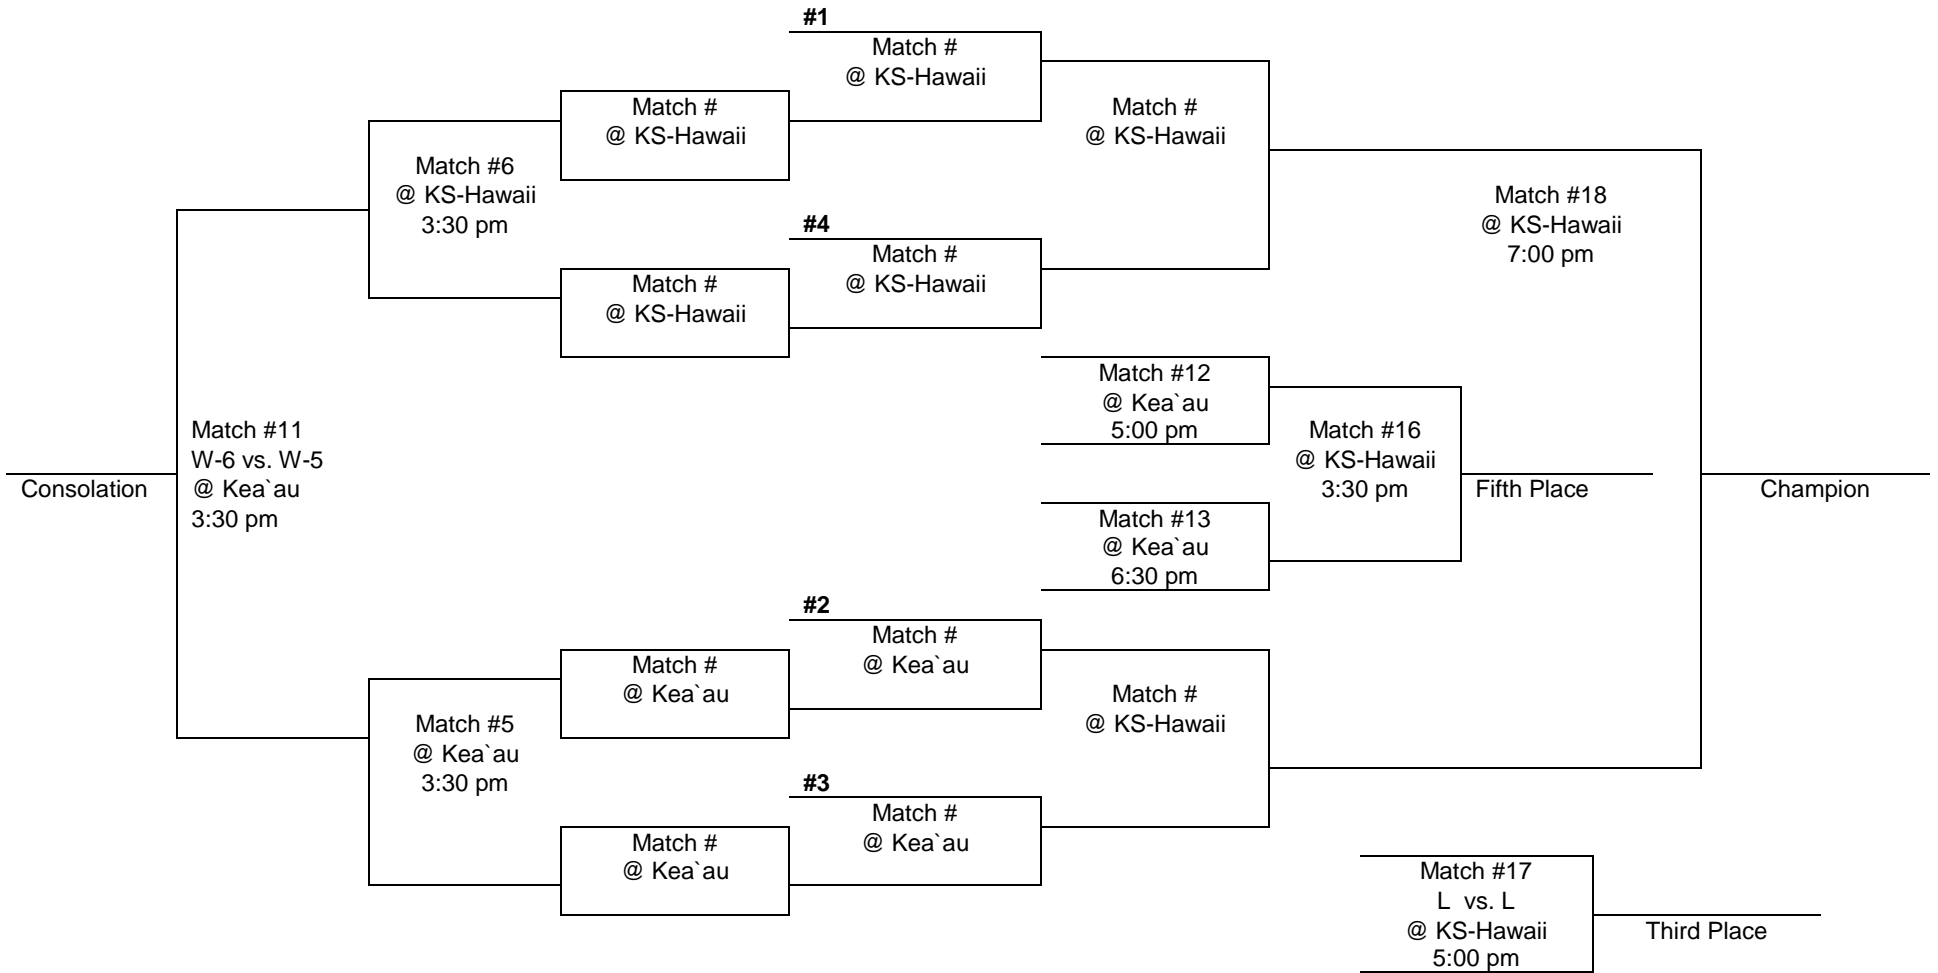 #1
Match #
@ KS-Hawaii
Match #
@ KS-Hawaii
Match #
@ KS-Hawaii
Match #6
@ KS-Hawaii
3:30 pm
#4
Match #
@ KS-Hawaii
Match #
@ KS-Hawaii
Match #18
@ KS-Hawaii
7:00 pm
Match #12
@ Kea`au
5:00 pm
Match #11
W-6 vs. W-5
@ Kea`au
3:30 pm
Consolation
Match #16
@ KS-Hawaii
3:30 pm
Fifth Place
Champion
Match #13
@ Kea`au
6:30 pm
#2
Match #
@ Kea`au
Match #
@ Kea`au
Match #
@ KS-Hawaii
Match #5
@ Kea`au
3:30 pm
#3
Match #
@ Kea`au
Match #
@ Kea`au
Match #17
L  vs. L
@ KS-Hawaii
5:00 pm
Third Place